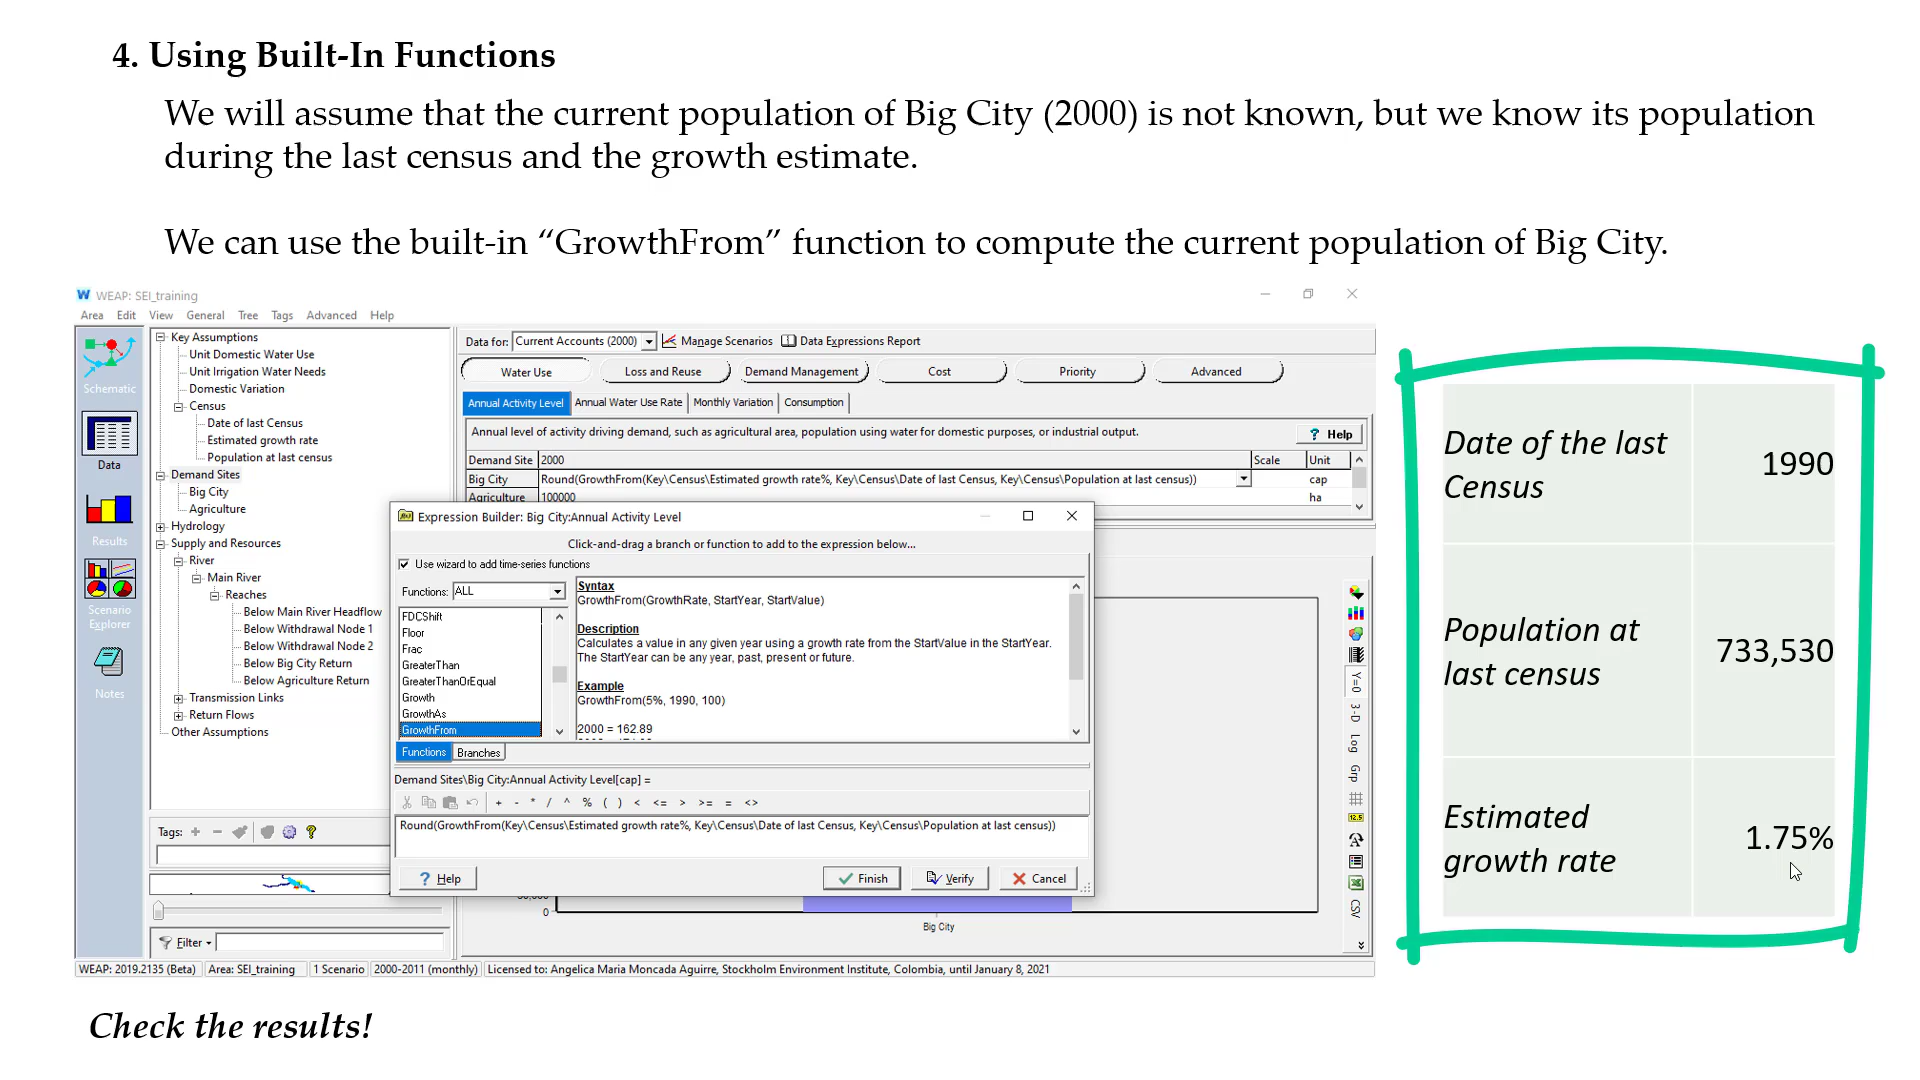 4. Using Built-In Functions
We will assume that the current population of Big City (2000) is not known, but we know its population
during the last census and the growth estimate.
We can use the built-in “GrowthFrom” function to compute the current population of Big City.
W WEAP: SEI_training
Area Edit View General Tree Tags Advanced Help
Schematic
Data
Results
Scenario
Explorer
Notes
Key Assumptions
Unit Domestic Water Use
Unit Irrigation Water Needs
Domestic Variation
Census
Date of last Census
Estimated growth rate
Population at last census
Demand Sites
Big City
Agriculture
Hydrology
Supply and Resources
River
Main River
Reaches
Below Main River Headflow
Below Withdrawal Node 1
Below Withdrawal Node 2
Below Big City Return
Below Agriculture Return
Transmission Links
Return Flows
Other Assumptions
Tags:
Filter
Data for: Current Accounts (2000) Manage Scenarios Data Expressions Report
Water Use Loss and Reuse Demand Management Cost Priority Advanced
Annual Activity Level Annual Water Use Rate Monthly Variation Consumption
Annual level of activity driving demand, such as agricultural area, population using water for domestic purposes, or industrial output.
? Help
Demand Site 2000 Scale Unit
Big City Round(GrowthFrom(Key\Census\Estimated growth rate%, Key\Census\Date of last Census, Key\Census\Population at last census)) cap
Agriculture 100000 ha
Expression Builder: Big City:Annual Activity Level
Click-and-drag a branch or function to add to the expression below...
Use wizard to add time-series functions
Functions: ALL
FDCShift
Floor
Frac
GreaterThan
GreaterThanOrEqual
Growth
GrowthAs
GrowthFrom
Syntax
GrowthFrom(GrowthRate, StartYear, StartValue)
Description
Calculates a value in any given year using a growth rate from the StartValue in the StartYear.
The StartYear can be any year, past, present or future.
Example
GrowthFrom(5%, 1990, 100)
2000 = 162.89
Functions Branches
Demand Sites\Big City:Annual Activity Level[cap] =
+ - * / ^ % ( ) < <= > >= = <>
Round(GrowthFrom(Key\Census\Estimated growth rate%, Key\Census\Date of last Census, Key\Census\Population at last census))
? Help Finish Verify Cancel
0
Big City
Y=0
3-D
Log
Grp
12.5
CSV
WEAP: 2019.2135 (Beta) Area: SEI_training 1 Scenario 2000-2011 (monthly) Licensed to: Angelica Maria Moncada Aguirre, Stockholm Environment Institute, Colombia, until January 8, 2021
Date of the last
Census
1990
Population at
last census
733,530
Estimated
growth rate
1.75%
Check the results!